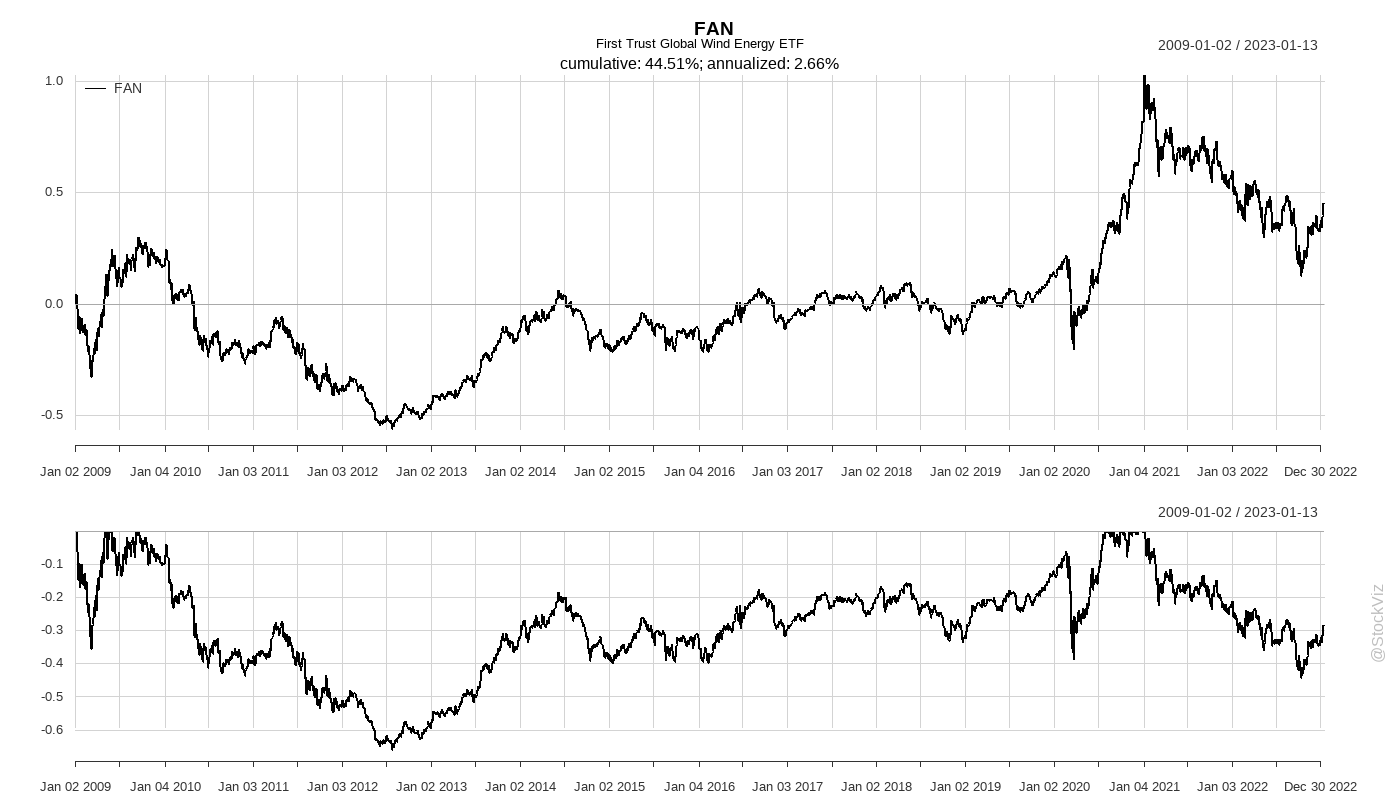 FAN
First Trust Global Wind Energy ETF
2009-01-02 / 2023-01-13
cumulative: 44.51%; annualized: 2.66%
FAN
1.0
0.5
0.0
-0.5
Jan 02 2009 Jan 04 2010 Jan 03 2011 Jan 03 2012 Jan 02 2013 Jan 02 2014 Jan 02 2015 Jan 04 2016 Jan 03 2017 Jan 02 2018 Jan 02 2019 Jan 02 2020 Jan 04 2021 Jan 03 2022 Dec 30 2022
2009-01-02 / 2023-01-13
-0.1
-0.2
-0.3
-0.4
-0.5
-0.6
Jan 02 2009 Jan 04 2010 Jan 03 2011 Jan 03 2012 Jan 02 2013 Jan 02 2014 Jan 02 2015 Jan 04 2016 Jan 03 2017 Jan 02 2018 Jan 02 2019 Jan 02 2020 Jan 04 2021 Jan 03 2022 Dec 30 2022
@StockViz